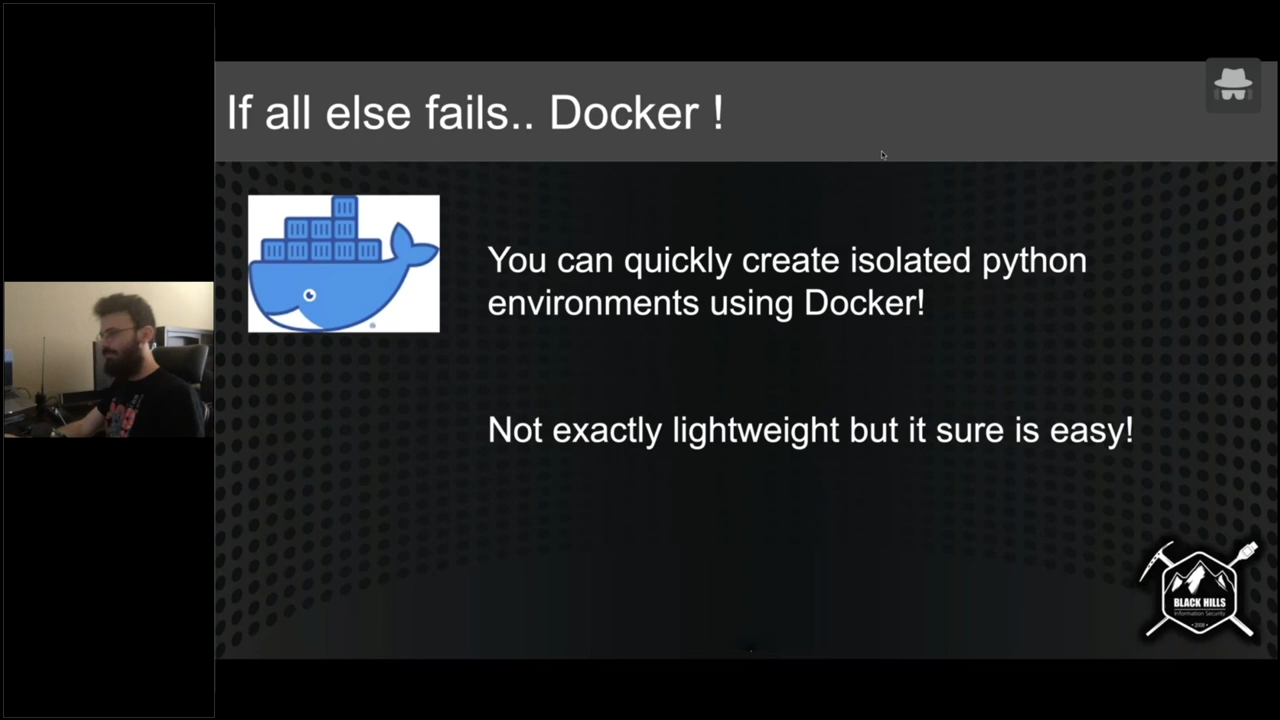 If all else fails.. Docker !
You can quickly create isolated python
environments using Docker!
Not exactly lightweight but it sure is easy!
BLACK HILLS
Information Security
• 2008 •